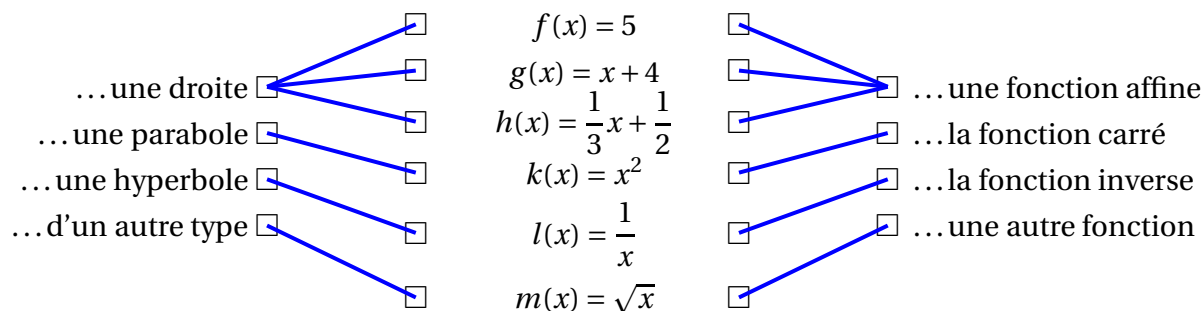 f(x) = 5
…une droite g(x) = x + 4 …une fonction affine
h(x) = 1/3 x + 1/2
…une parabole …la fonction carré
k(x) = x²
…une hyperbole …la fonction inverse
l(x) = 1/x
…d'un autre type …une autre fonction
m(x) = √x